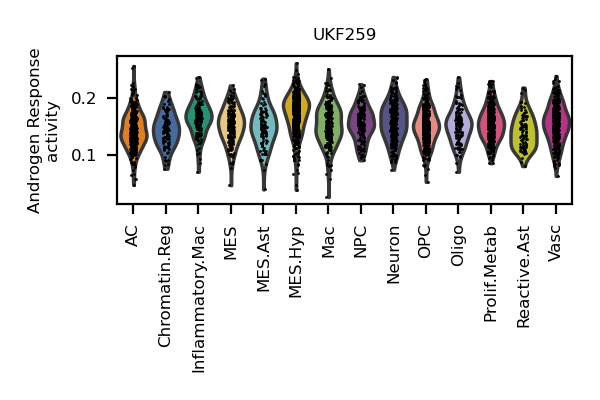 UKF259
Androgen Response
activity
0.2
0.1
AC
Chromatin.Reg
Inflammatory.Mac
MES
MES.Ast
MES.Hyp
Mac
NPC
Neuron
OPC
Oligo
Prolif.Metab
Reactive.Ast
Vasc